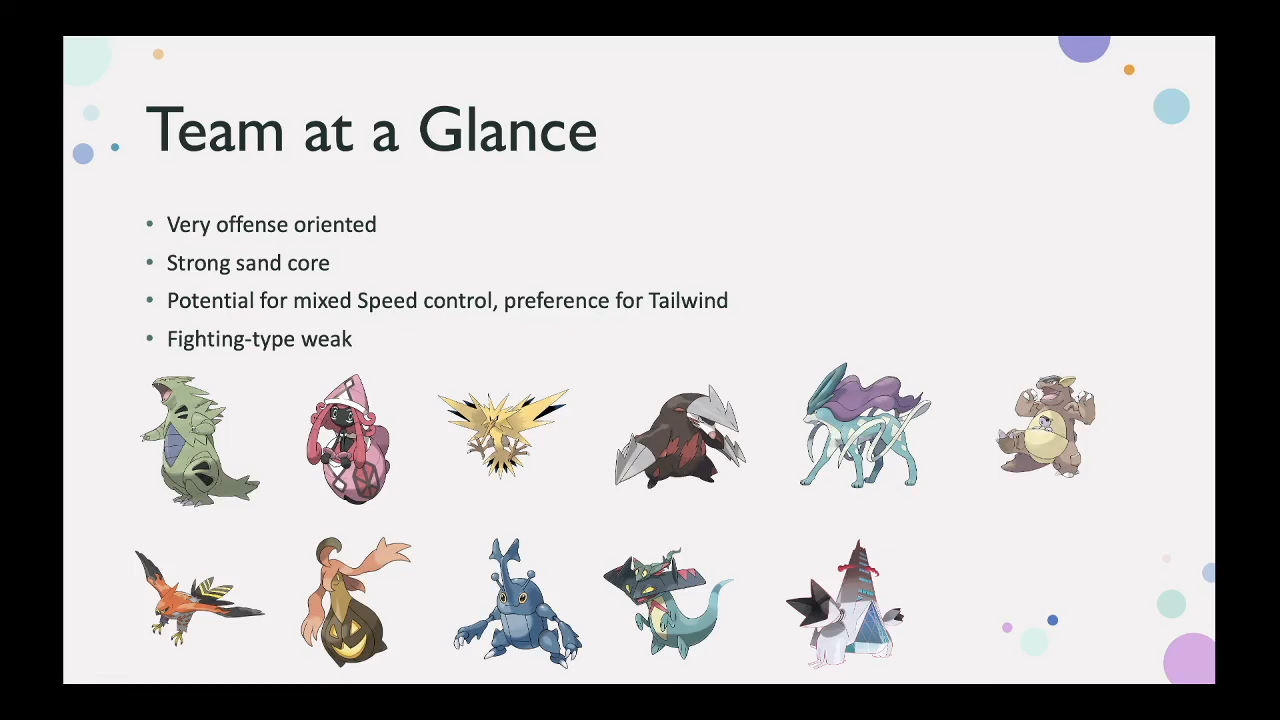 Team at a Glance
• Very offense oriented
• Strong sand core
• Potential for mixed Speed control, preference for Tailwind
• Fighting-type weak